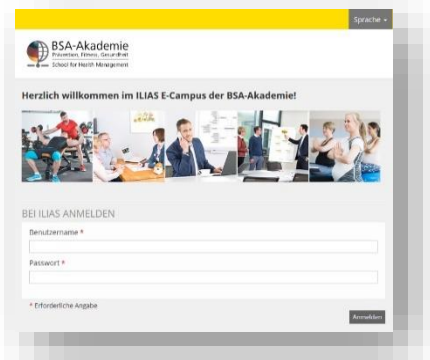 Sprache
BSA-Akademie
Prävention, Fitness, Gesundheit
School for Health Management
Herzlich willkommen im ILIAS E-Campus der BSA-Akademie!
BEI ILIAS ANMELDEN
Benutzername *
Passwort *
* Erforderliche Angabe
Anmelden